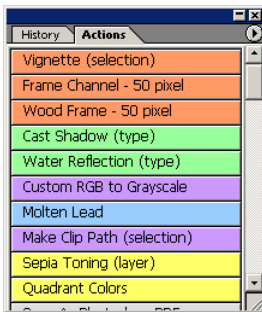 History Actions
Vignette (selection)
Frame Channel - 50 pixel
Wood Frame - 50 pixel
Cast Shadow (type)
Water Reflection (type)
Custom RGB to Grayscale
Molten Lead
Make Clip Path (selection)
Sepia Toning (layer)
Quadrant Colors